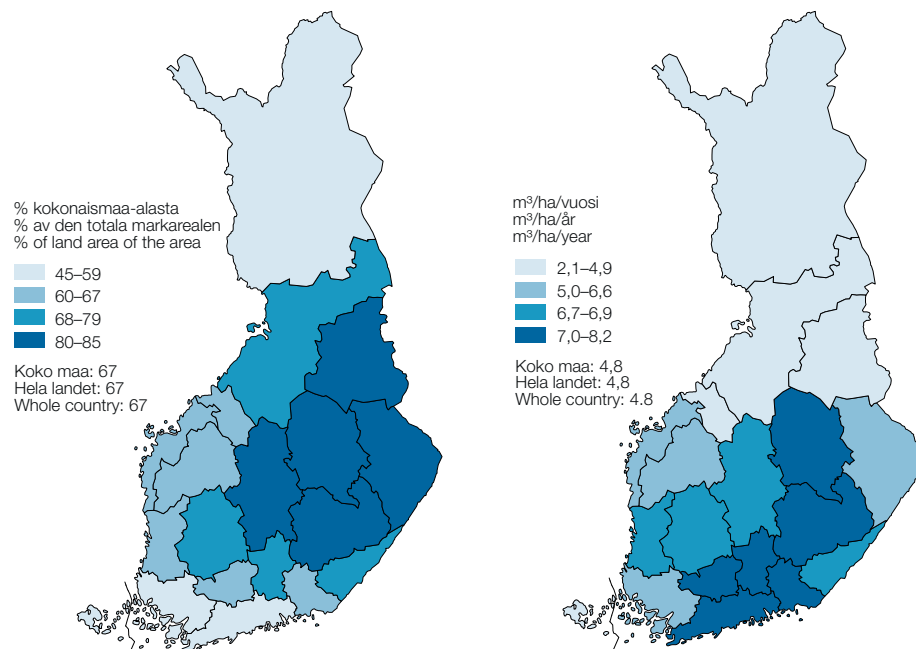 % kokonaismaa-alasta
% av den totala markarealen
% of land area of the area
45–59
60–67
68–79
80–85
Koko maa: 67
Hela landet: 67
Whole country: 67
m³/ha/vuosi
m³/ha/år
m³/ha/year
2,1–4,9
5,0–6,6
6,7–6,9
7,0–8,2
Koko maa: 4,8
Hela landet: 4,8
Whole country: 4.8